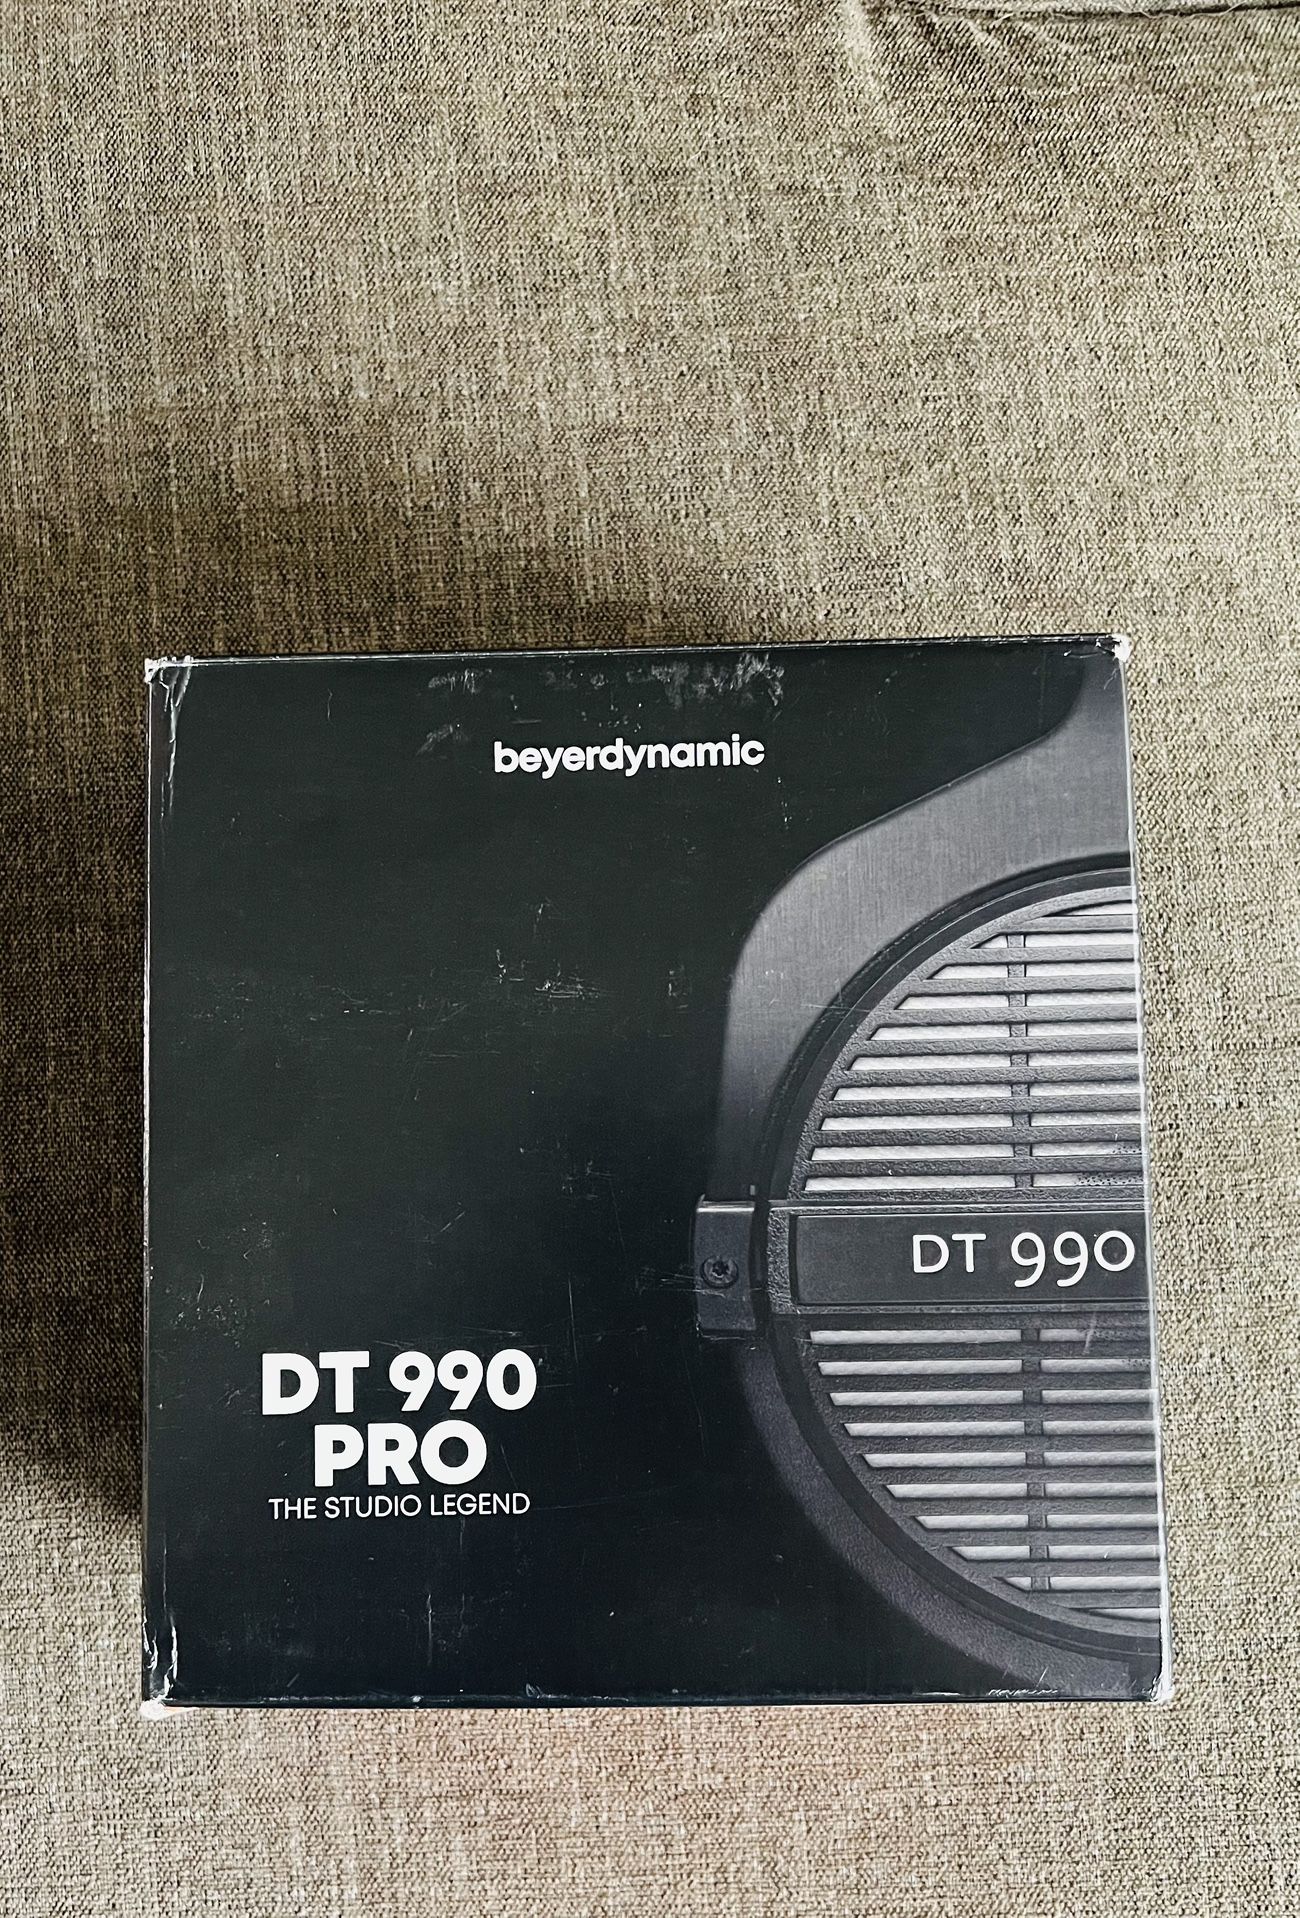 beyerdynamic
DT 990
DT 990
PRO
THE STUDIO LEGEND